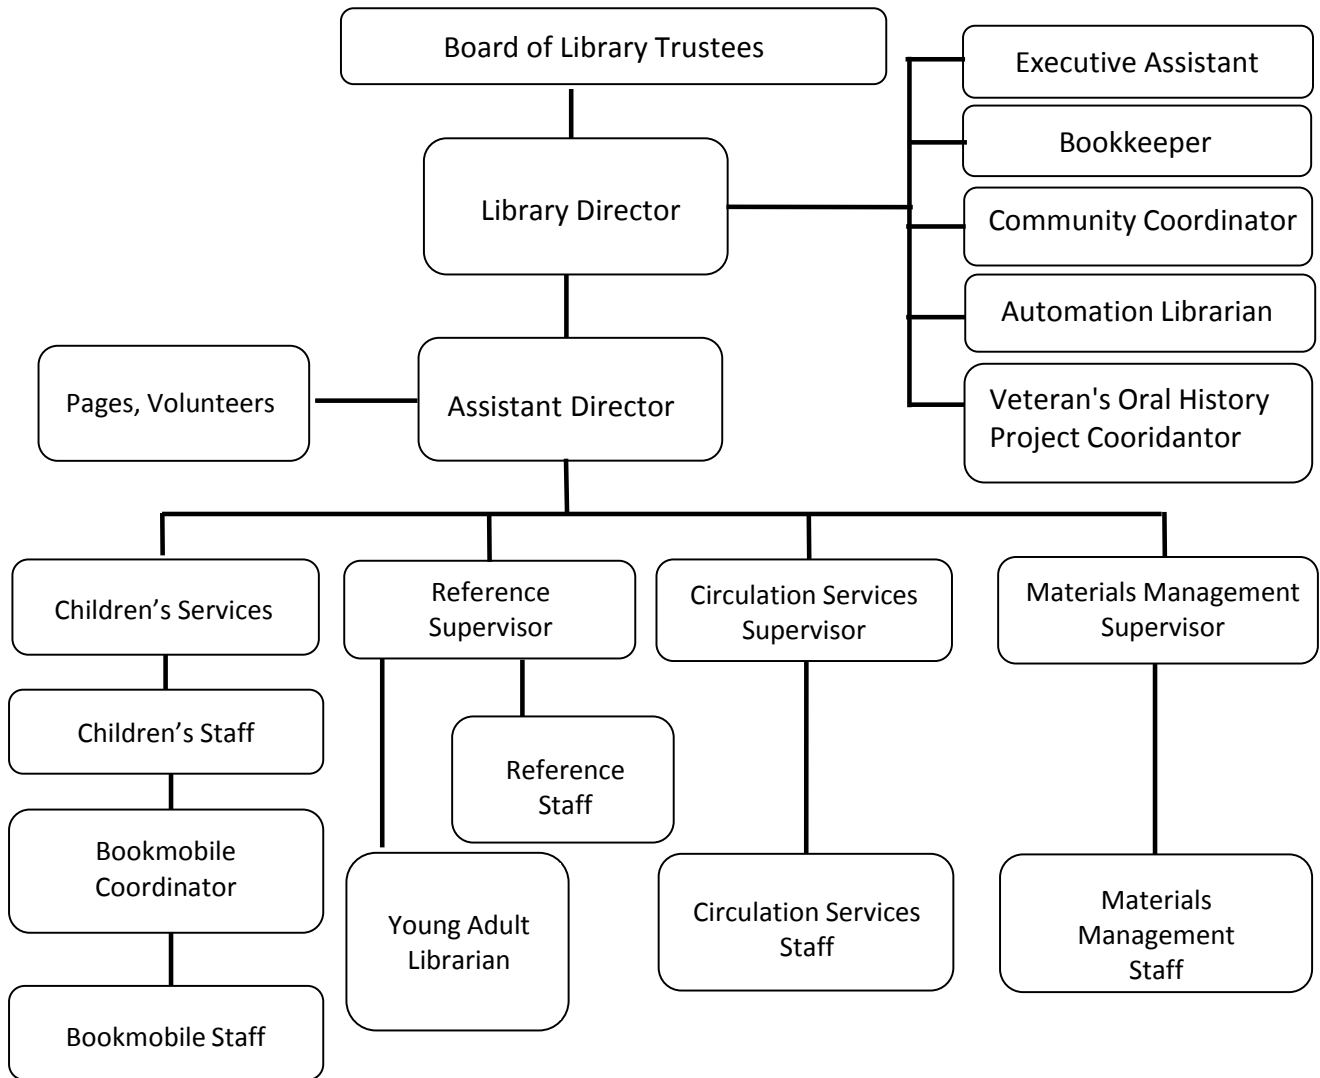 Board of Library Trustees
Executive Assistant
Bookkeeper
Library Director
Community Coordinator
Automation Librarian
Pages, Volunteers
Assistant Director
Veteran's Oral History
Project Cooridantor
Children’s Services
Reference
Supervisor
Circulation Services
Supervisor
Materials Management
Supervisor
Children’s Staff
Reference
Staff
Bookmobile
Coordinator
Young Adult
Librarian
Circulation Services
Staff
Materials
Management
Staff
Bookmobile Staff